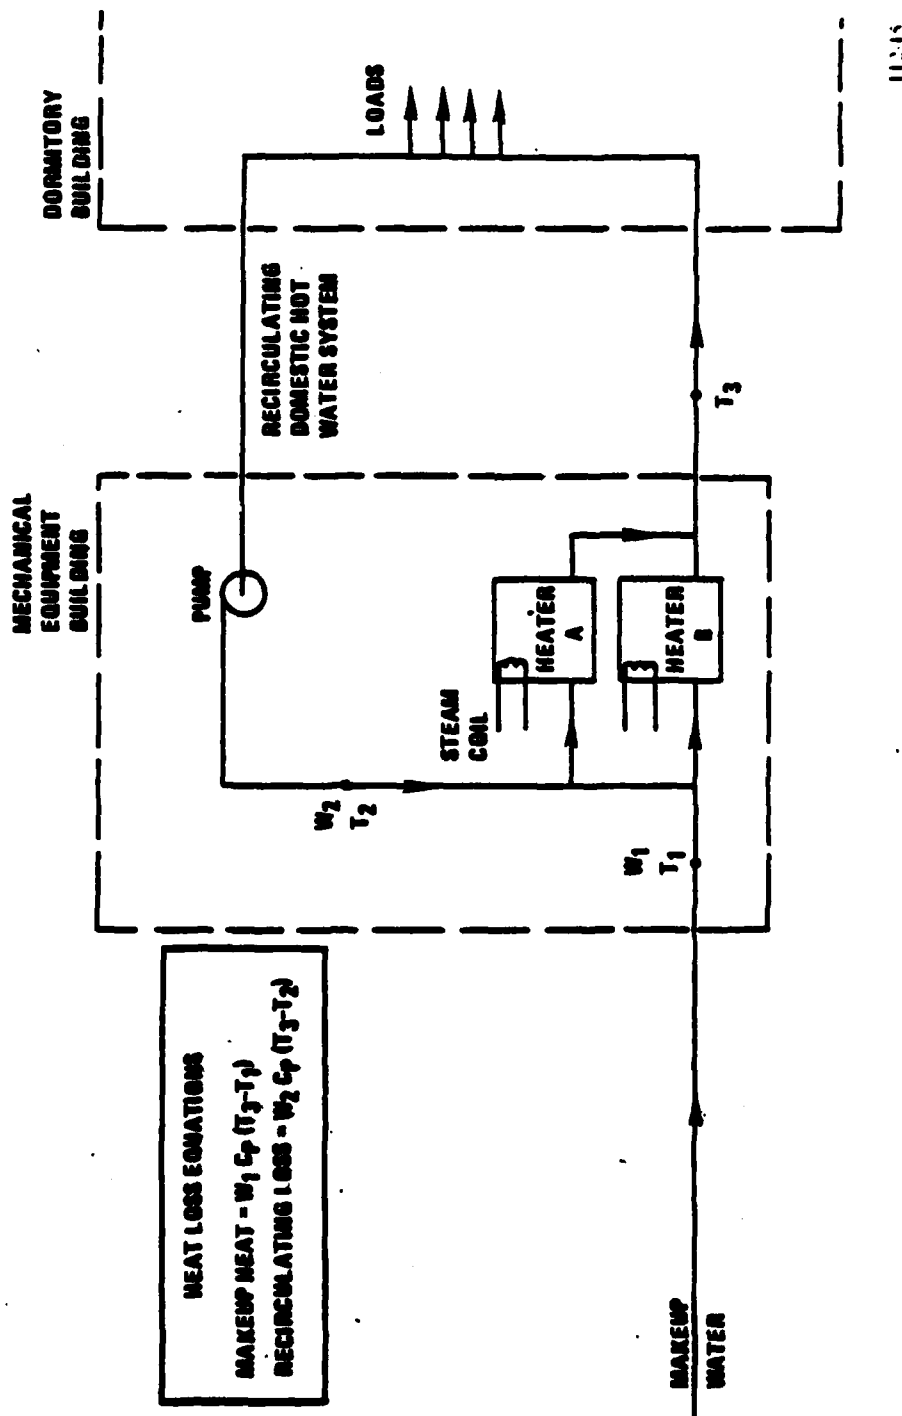 DORMITORY
BUILDING
LOADS
RECIRCULATING
DOMESTIC HOT
WATER SYSTEM
T3
MECHANICAL
EQUIPMENT
BUILDING
PUMP
HEATER
A
HEATER
B
STEAM
COIL
W2
T2
W1
T1
HEAT LOSS EQUATIONS
MAKEUP HEAT = W1 CP (T3-T1)
RECIRCULATING LOSS = W2 CP (T3-T2)
MAKEUP
WATER